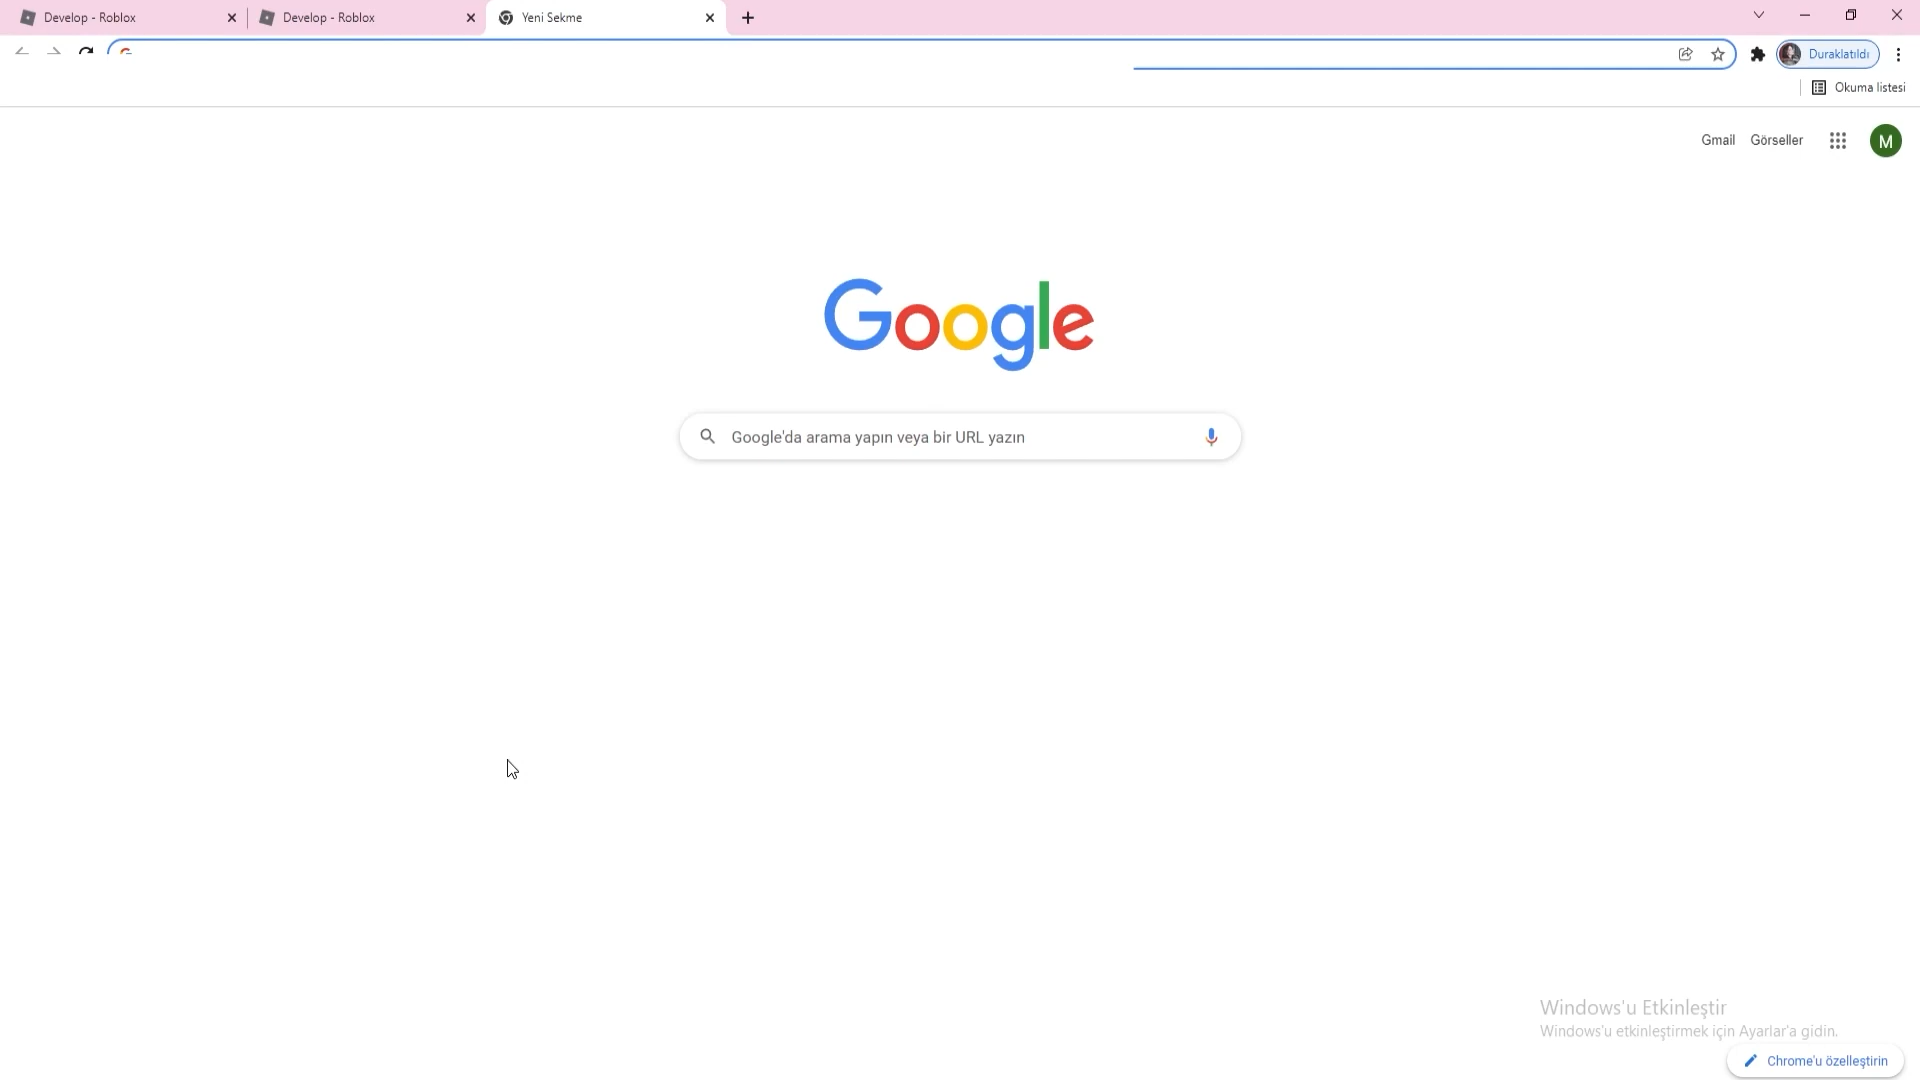 Develop - Roblox
Develop - Roblox
Yeni Sekme
Duraklatıldı
Okuma listesi
Gmail
Görseller
M
Google
Google'da arama yapın veya bir URL yazın
Windows'u Etkinleştir
Windows'u etkinleştirmek için Ayarlar'a gidin.
Chrome'u özelleştirin